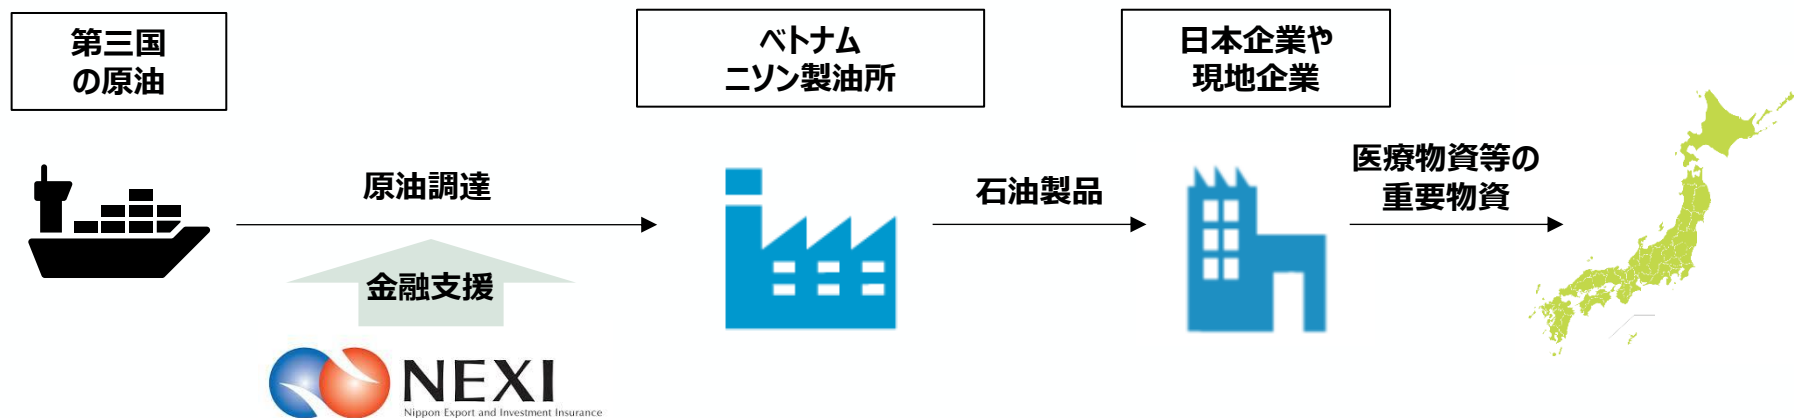 第三国
の原油
ベトナム
ニソン製油所
日本企業や
現地企業
原油調達
石油製品
医療物資等の
重要物資
金融支援
NEXI
Nippon Export and Investment Insurance